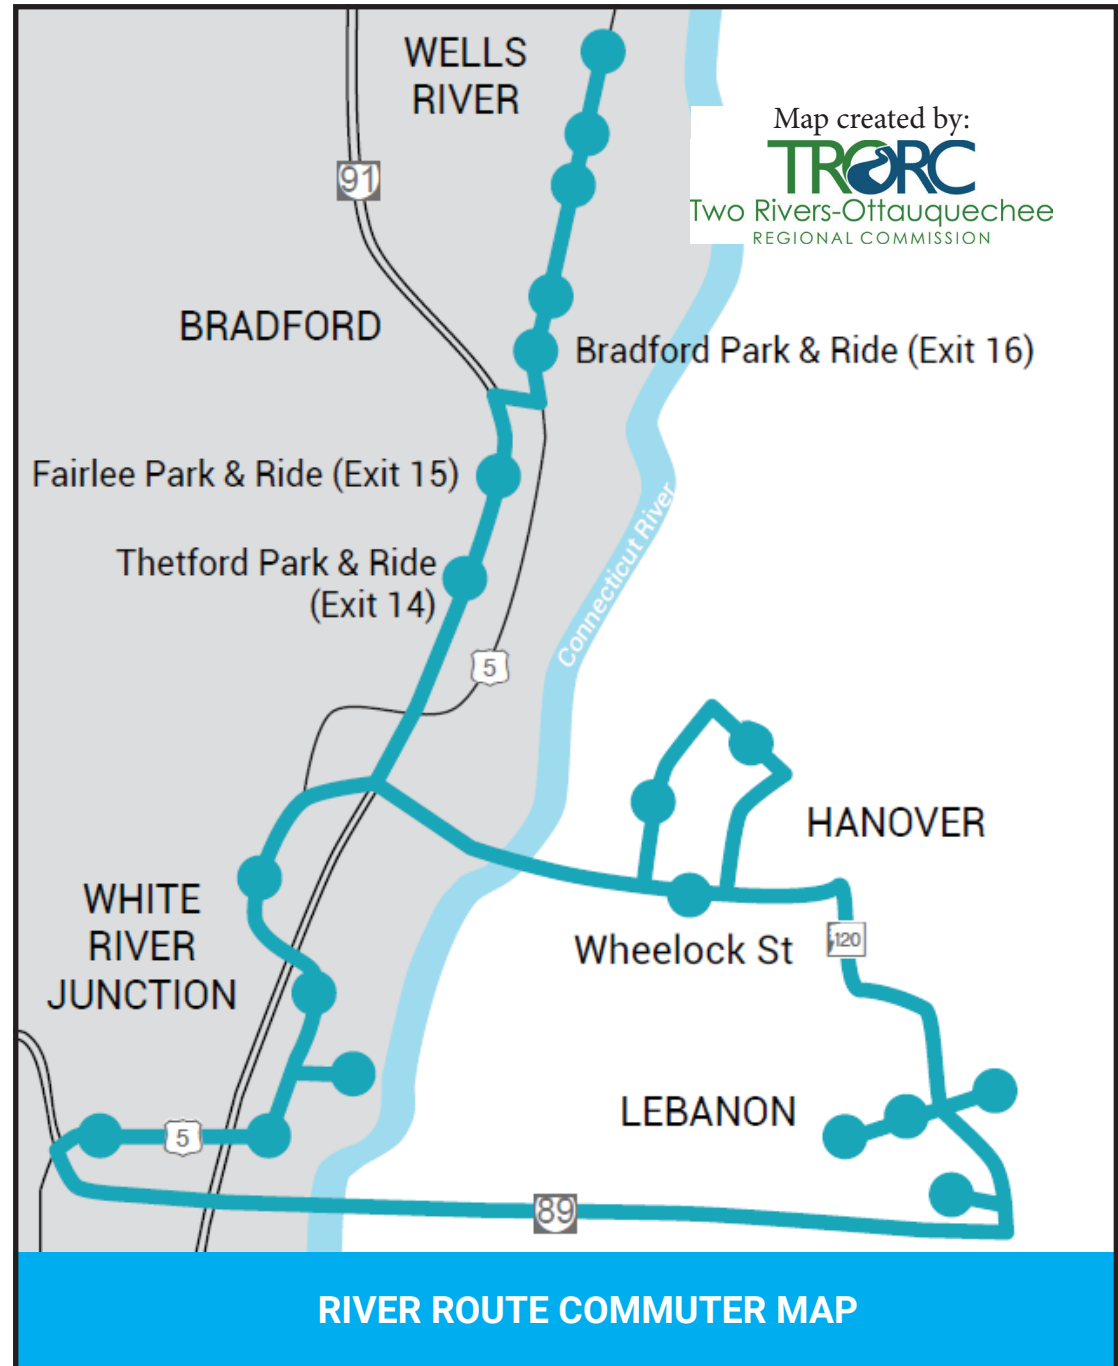 WELLS
RIVER
Map created by:
TRORC
Two Rivers-Ottauquechee
REGIONAL COMMISSION
91
BRADFORD
Bradford Park & Ride (Exit 16)
Fairlee Park & Ride (Exit 15)
Thetford Park & Ride
(Exit 14)
Connecticut River
5
HANOVER
WHITE
RIVER
JUNCTION
Wheelock St
120
LEBANON
5
89
RIVER ROUTE COMMUTER MAP